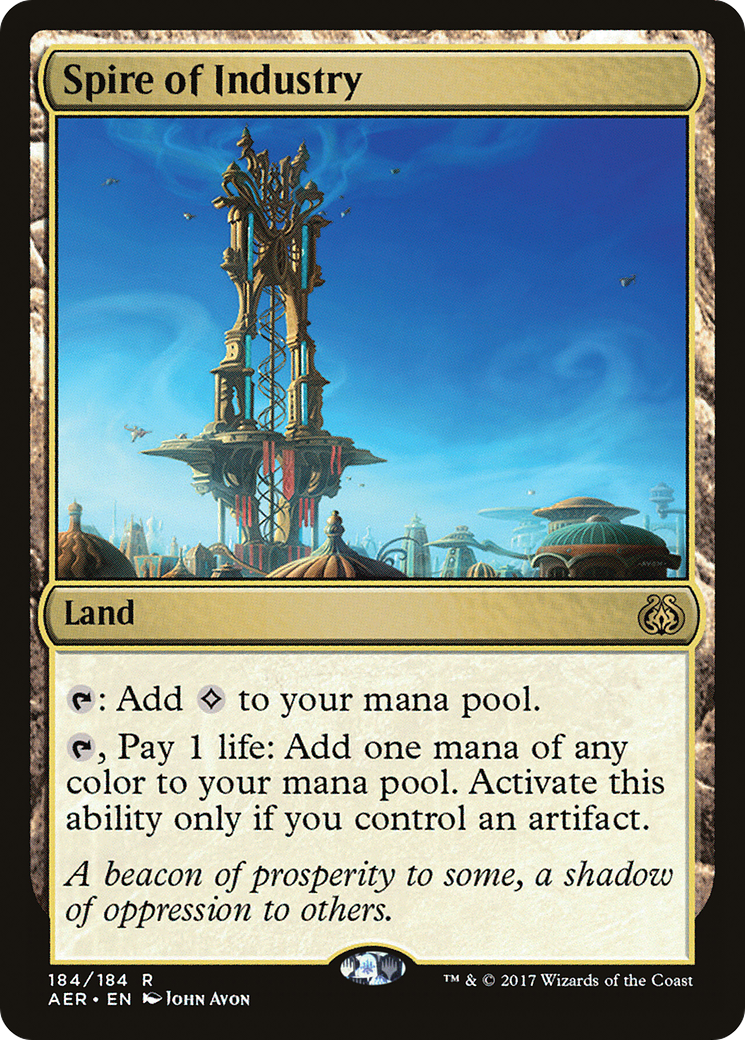 Spire of Industry
-AVON-
Land
: Add to your mana pool.
, Pay 1 life: Add one mana of any
color to your mana pool. Activate this
ability only if you control an artifact.
A beacon of prosperity to some, a shadow
of oppression to others.
184/184 R
™ & © 2017 Wizards of the Coast
AER • EN John Avon